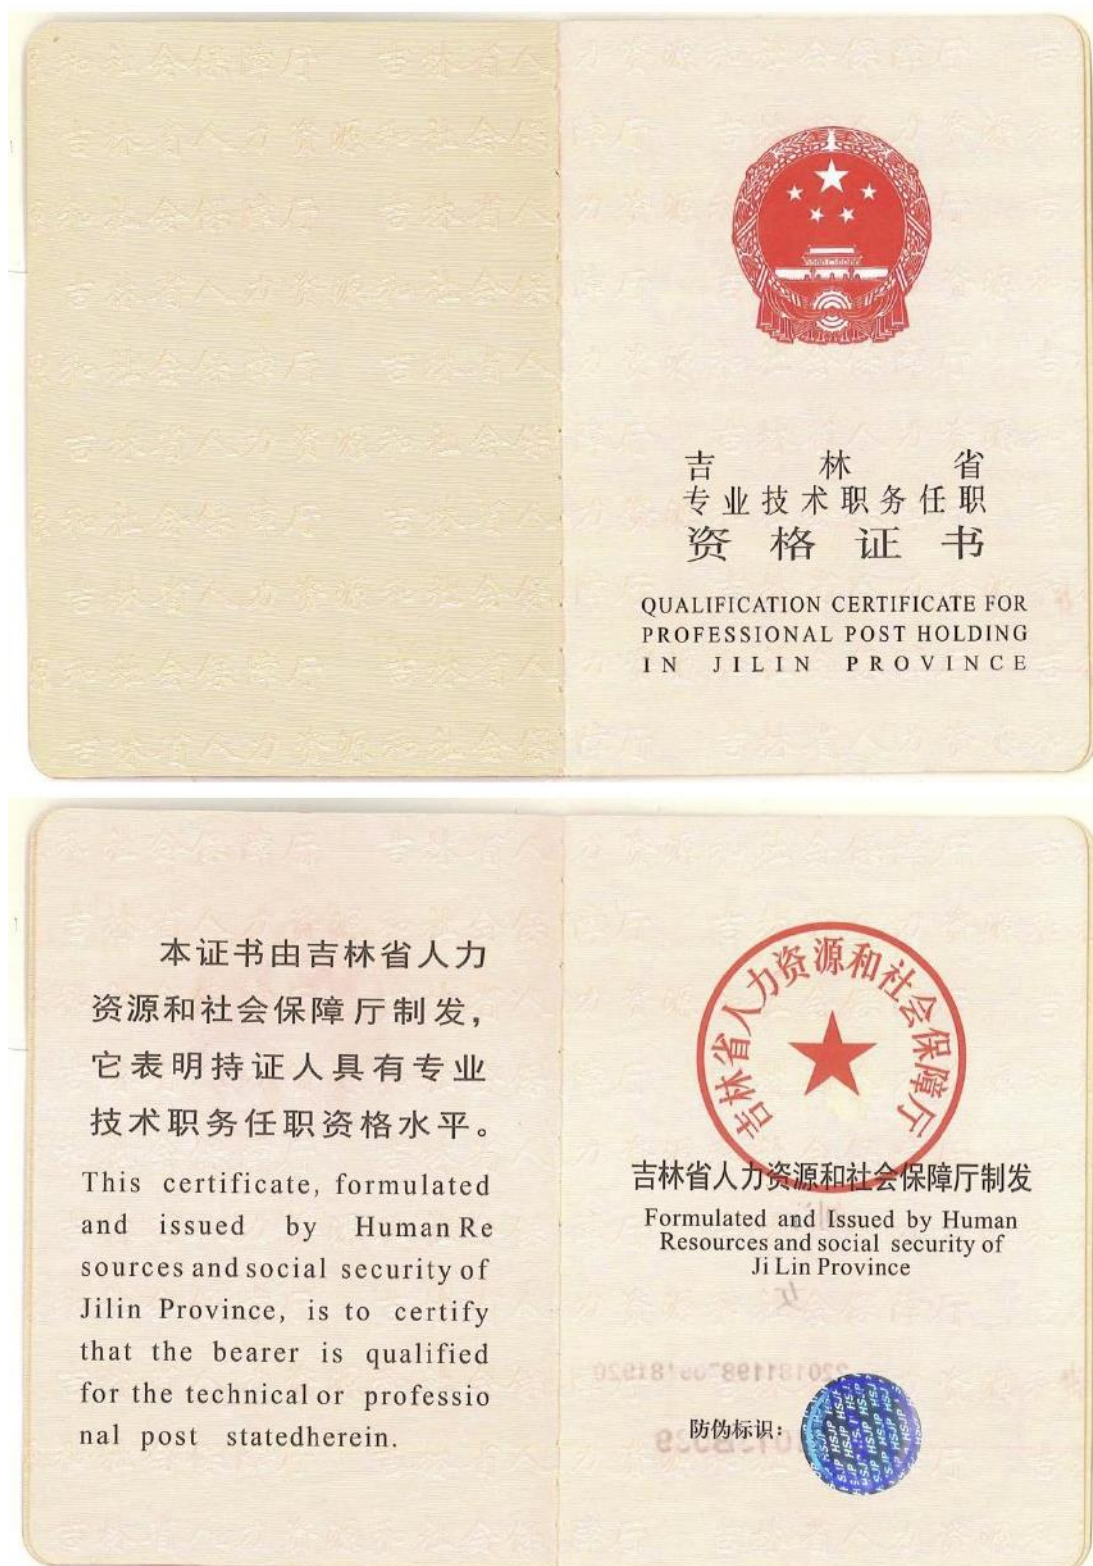 吉林省
专业技术职务任职
资格证书
QUALIFICATION CERTIFICATE FOR
PROFESSIONAL POST HOLDING
IN JILIN PROVINCE
本证书由吉林省人力
资源和社会保障厅制发，
它表明持证人具有专业
技术职务任职资格水平。
This certificate, formulated
and issued by Human Re
sources and social security of
Jilin Province, is to certify
that the bearer is qualified
for the technical or professio
nal post statedherein.
吉林省人力资源和社会保障厅
吉林省人力资源和社会保障厅制发
Formulated and Issued by Human
Resources and social security of
Ji Lin Province
防伪标识：
HSJP HSJP HSJP